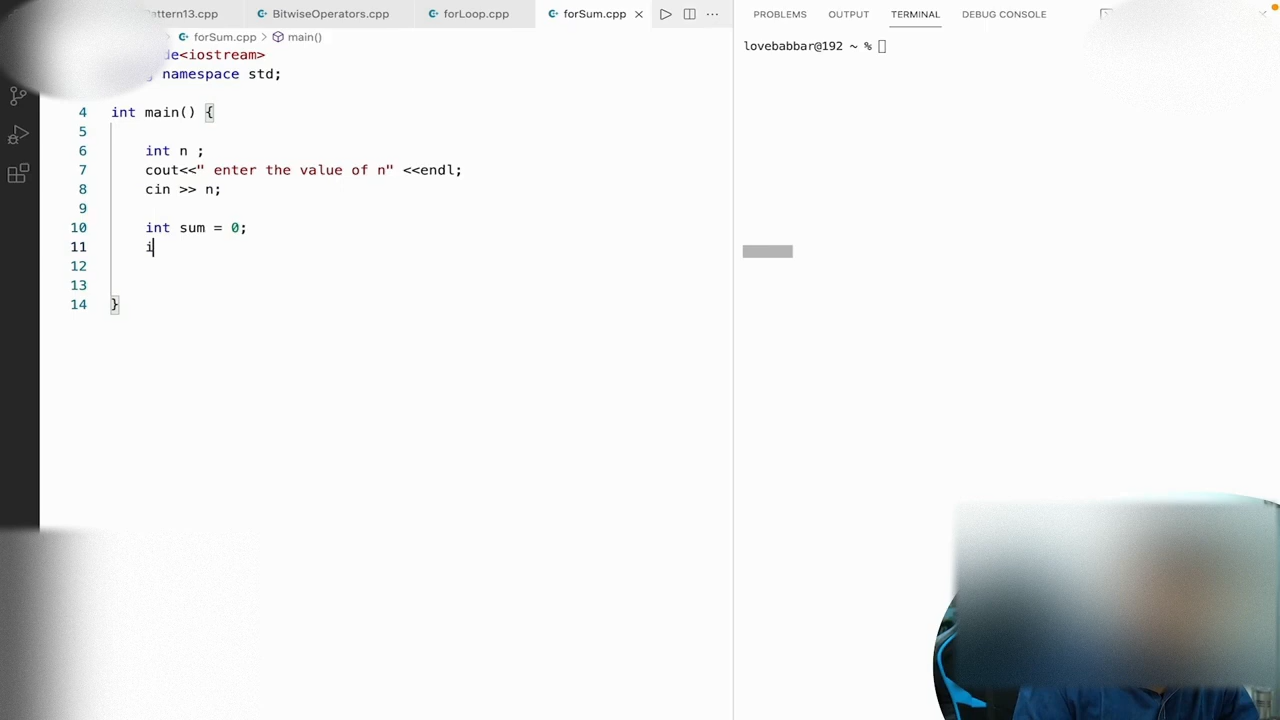 Pattern13.cpp BitwiseOperators.cpp forLoop.cpp forSum.cpp
forSum.cpp > main()
<iostream>
namespace std;
4 int main() {
5
6 int n ;
7 cout<<" enter the value of n" <<endl;
8 cin >> n;
9
10 int sum = 0;
11 i
12
13
14 }
PROBLEMS OUTPUT TERMINAL DEBUG CONSOLE
lovebabbar@192 ~ %